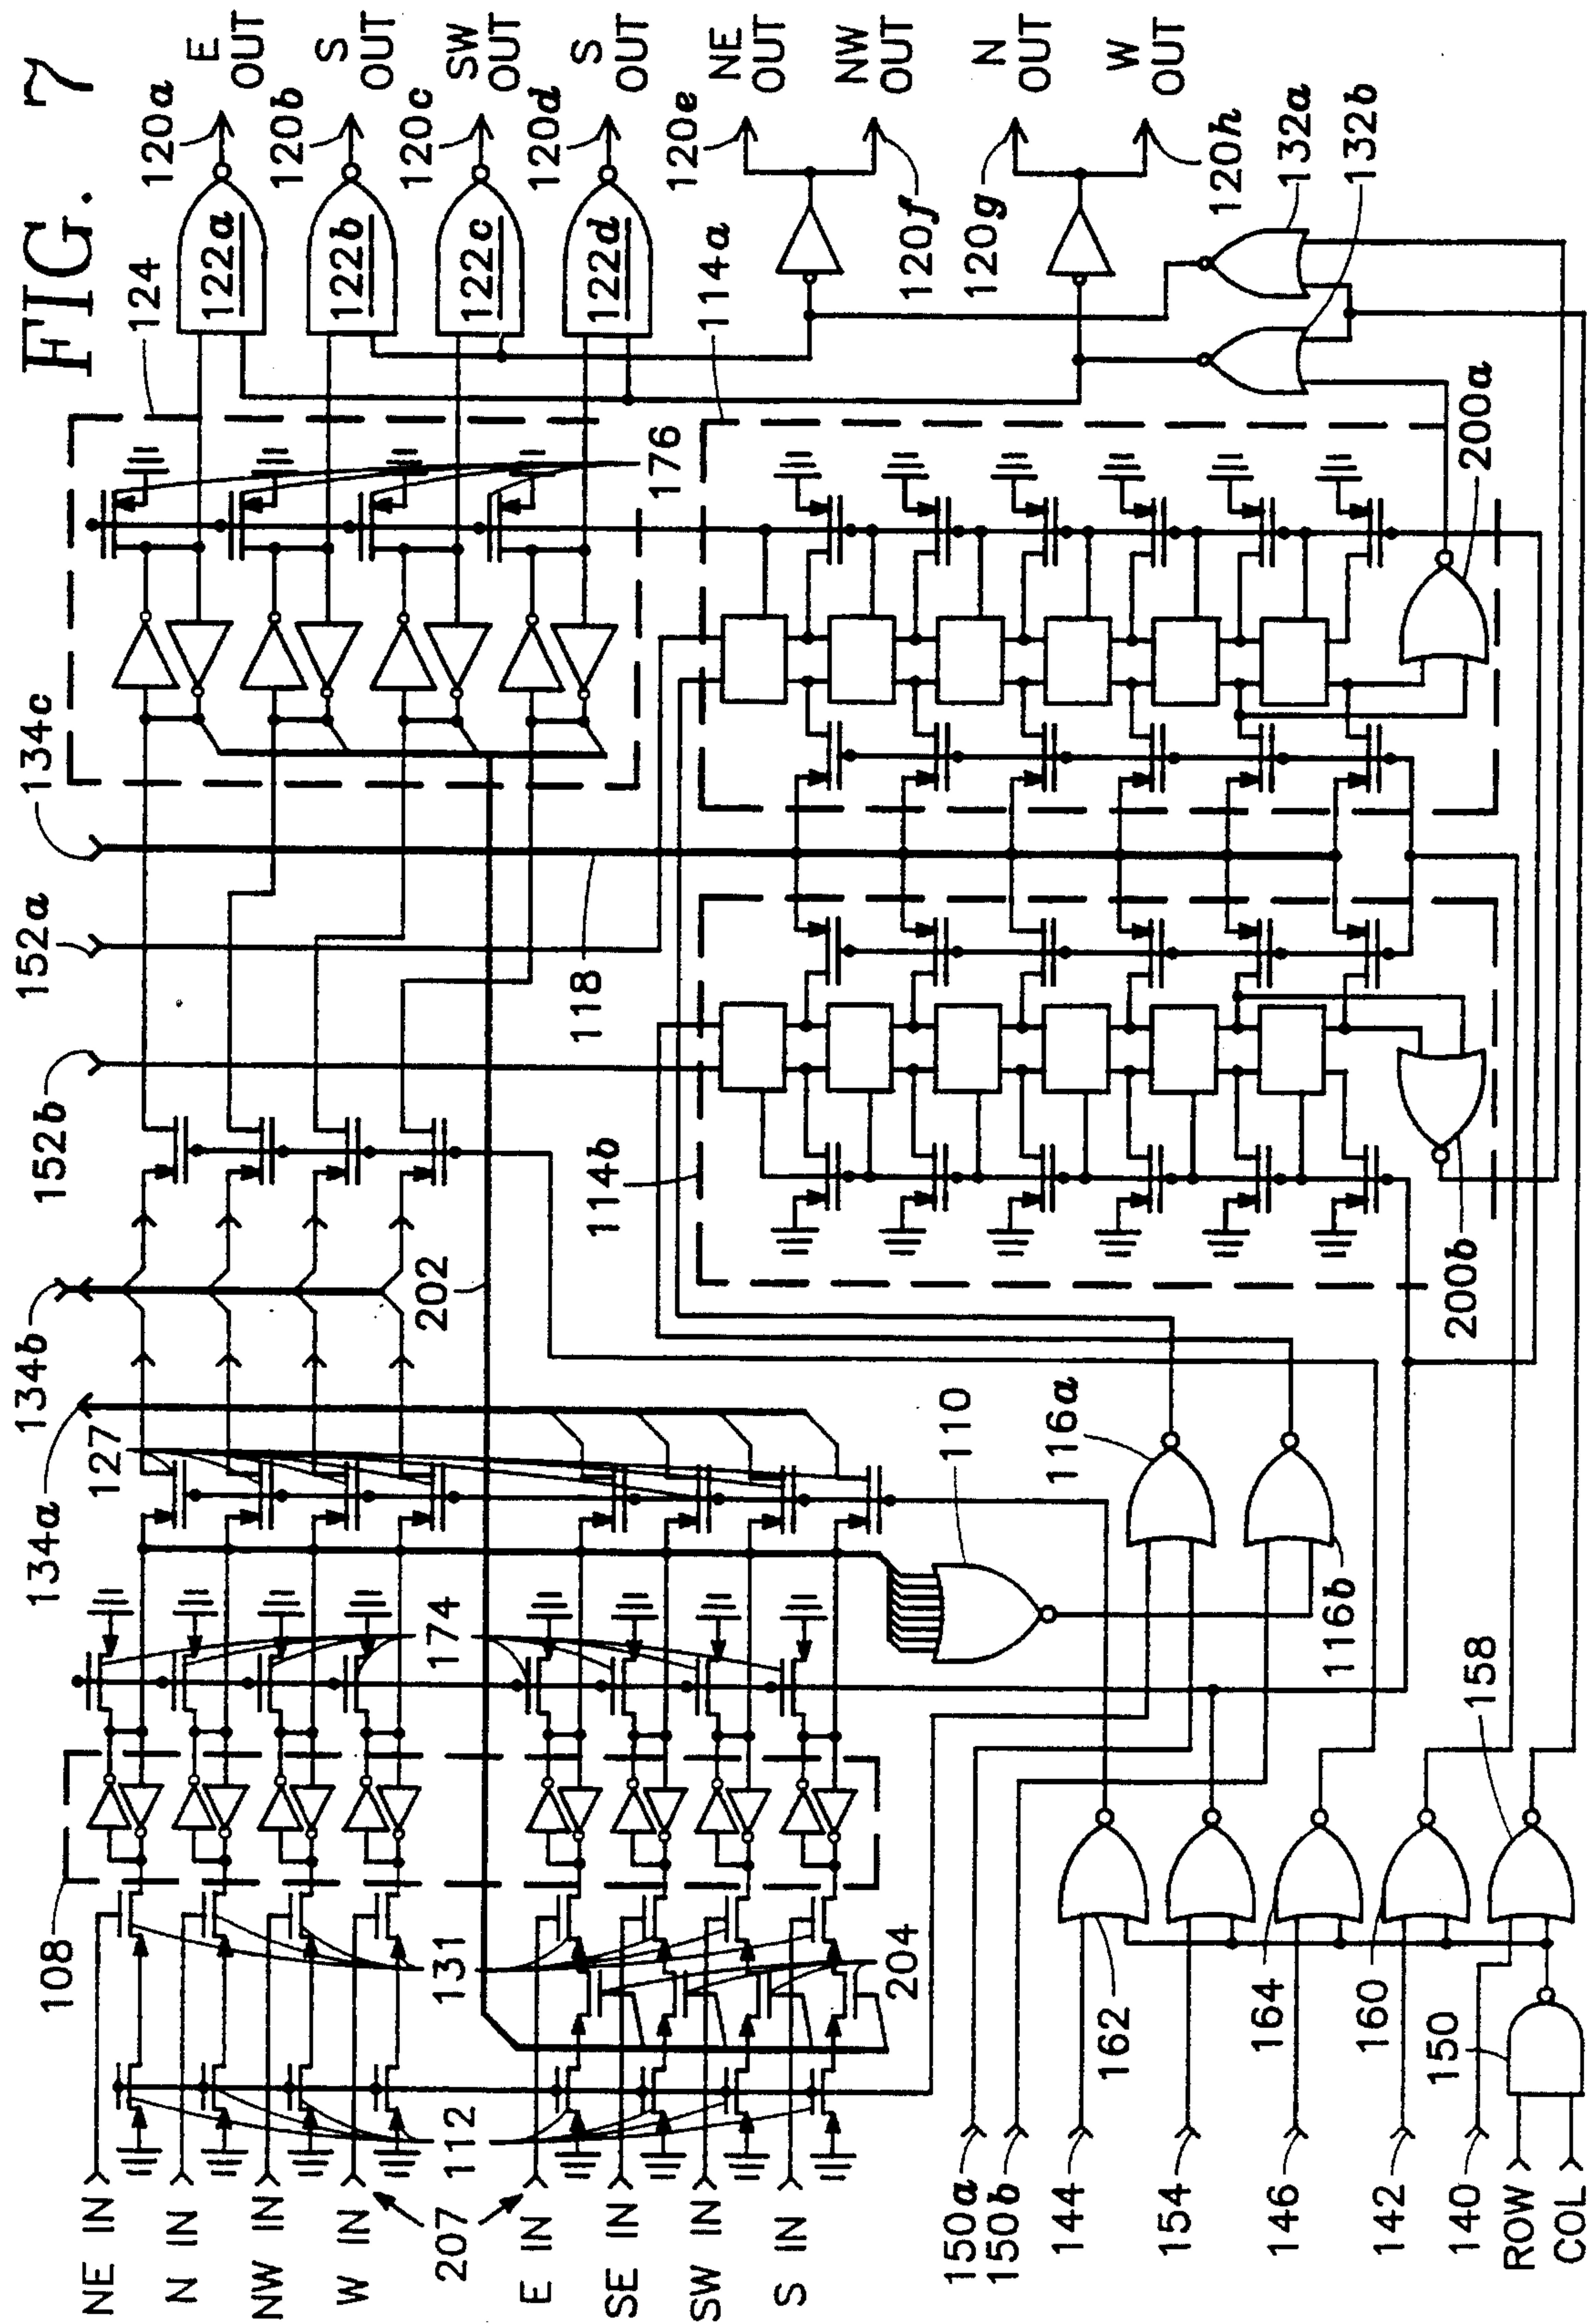 FIG. 7
134a
134b
152b
152a
134c
124
120a
E OUT
120b
S OUT
120c
SW OUT
120d
S OUT
120e
NE OUT
NW OUT
120f
120g
N OUT
W OUT
120h
132a
132b
122a
122b
122c
122d
108
127
174
131
112
204
202
118
176
114a
114b
200a
200b
110
116a
116b
158
NE IN
N IN
NW IN
W IN
207
E IN
SE IN
SW IN
S IN
150a
150b
144
162
154
146
164
142
160
140
150
ROW
COL